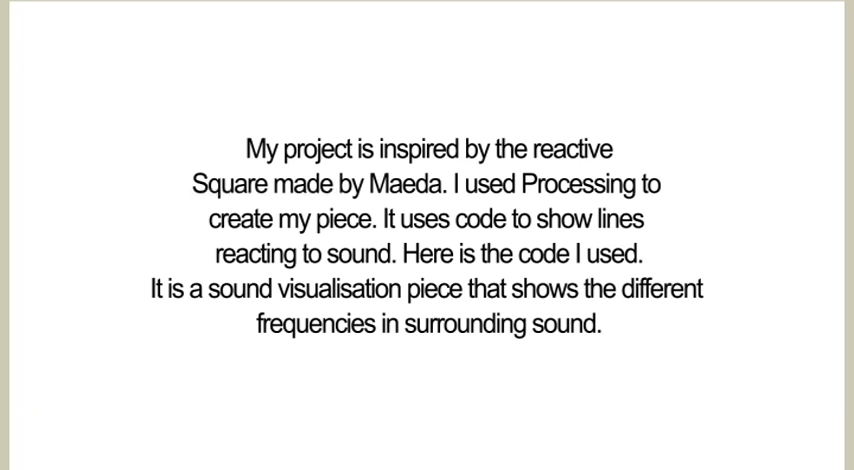 My project is inspired by the reactive
Square made by Maeda. I used Processing to
create my piece. It uses code to show lines
reacting to sound. Here is the code I used.
It is a sound visualisation piece that shows the different
frequencies in surrounding sound.